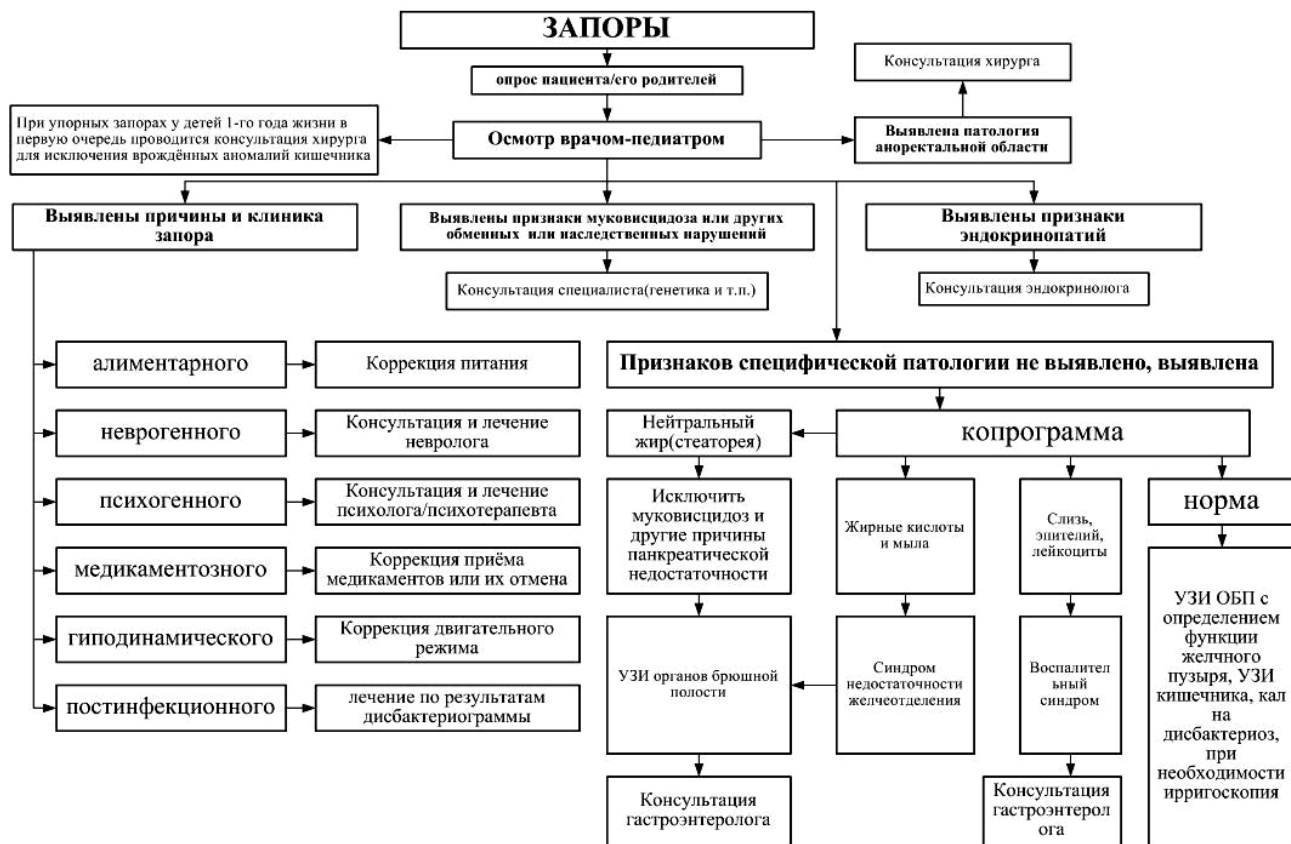 ЗАПОРЫ
опрос пациента/его родителей
Консультация хирурга
При упорных запорах у детей 1-го года жизни в
первую очередь проводится консультация хирурга
для исключения врождённых аномалий кишечника
Осмотр врачом-педиатром
Выявлена патология
аноректальной области
Выявлены причины и клиника
запора
Выявлены признаки муковисцидоза или других
обменных или наследственных нарушений
Выявлены признаки
эндокринопатий
Консультация специалиста(генетика и т.п.)
Консультация эндокринолога
алиментарного
Коррекция питания
неврогенного
Консультация и лечение
невролога
психогенного
Консультация и лечение
психолога/психотерапевта
медикаментозного
Коррекция приёма
медикаментов или их отмена
гиподинамического
Коррекция двигательного
режима
постинфекционного
лечение по результатам
дисбактериограммы
Признаков специфической патологии не выявлено, выявлена
Нейтральный
жир(стеаторея)
копрограмма
Исключить
муковисцидоз и
другие причины
панкреатической
недостаточности
Жирные кислоты
и мыла
Слизь,
эпителий,
лейкоциты
норма
УЗИ органов брюшной
полости
Синдром
недостаточности
желчеотделения
Воспалител
ьный
синдром
УЗИ ОБП с
определением
функции
желчного
пузыря, УЗИ
кишечника, кал
на
дисбактериоз,
при
необходимости
ирригоскопия
Консультация
гастроэнтеролога
Консультация
гастроэнтерол
ога